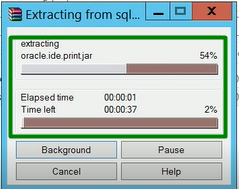 Extracting from sql...
extracting
oracle.ide.print.jar 54%
Elapsed time 00:00:01
Time left 00:00:37 2%
Background Pause
Cancel Help